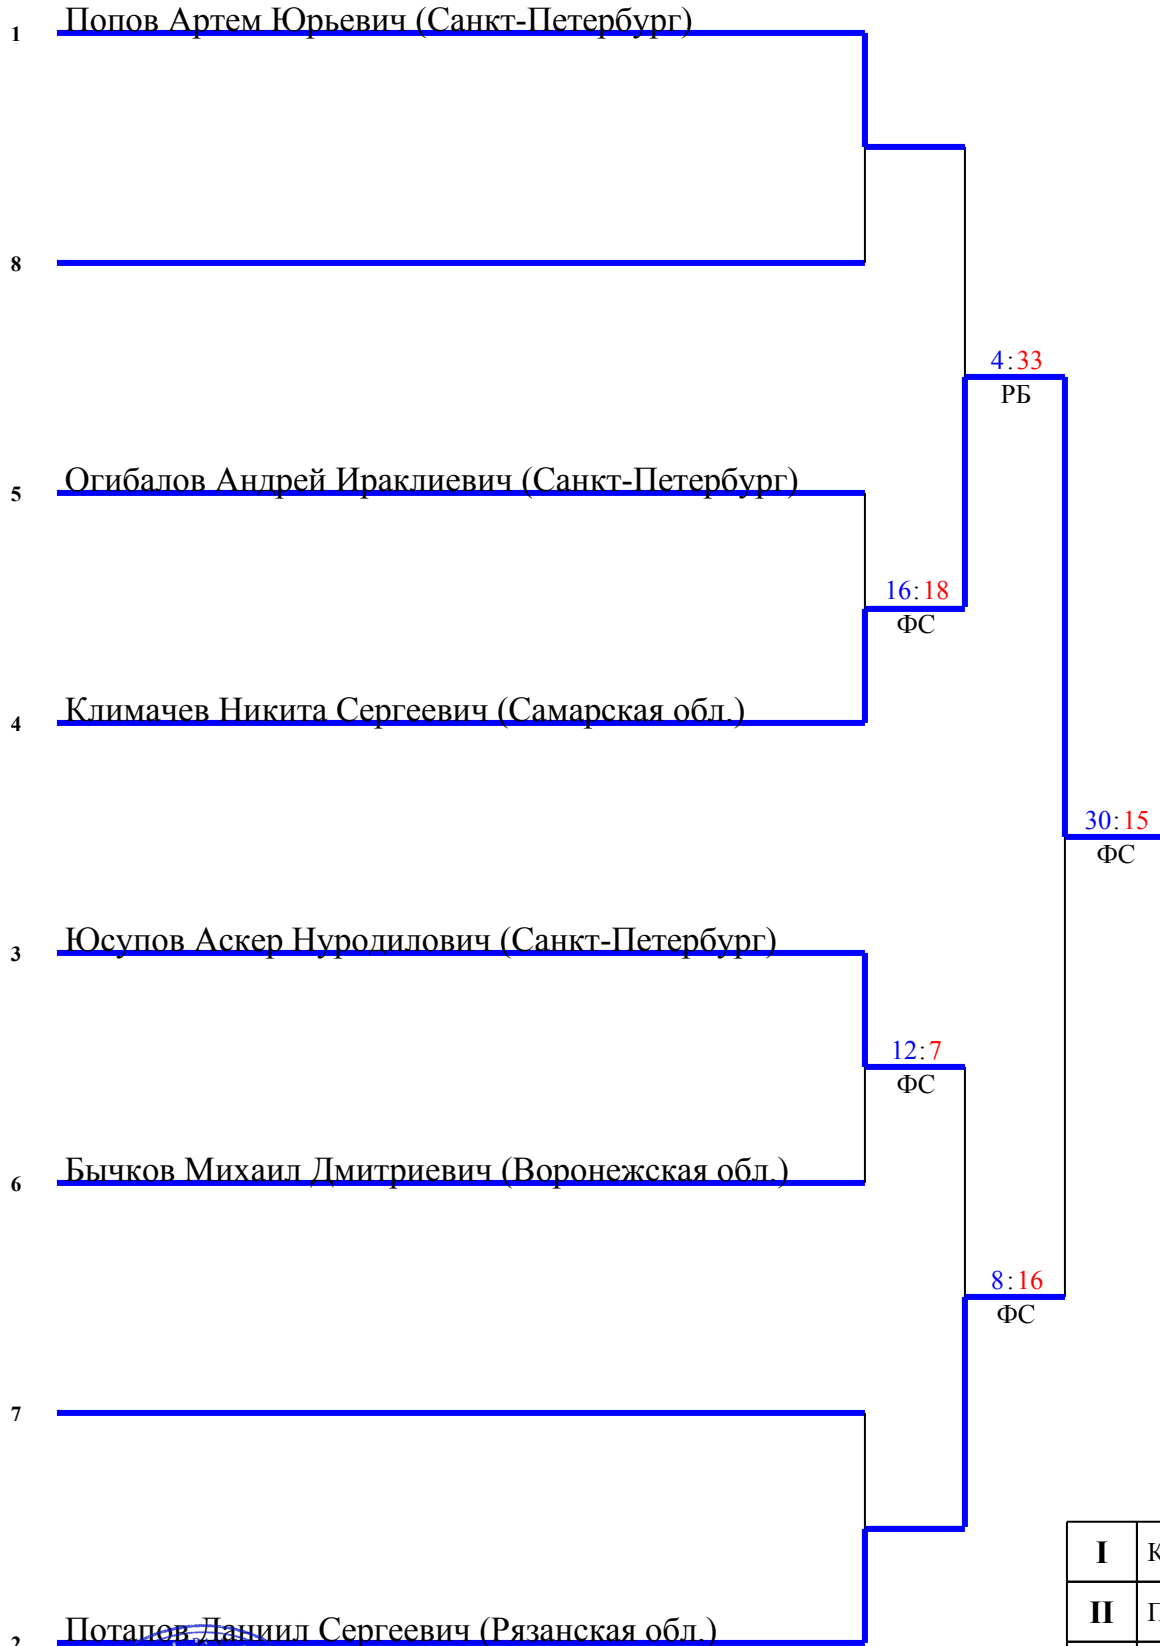 Попов Артем Юрьевич (Санкт-Петербург)
1
8
4:33
РБ
Огибалов Андрей Ираклиевич (Санкт-Петербург)
5
16:18
ФС
Климачев Никита Сергеевич (Самарская обл.)
4
30:15
ФС
Юсупов Аскер Нуродилович (Санкт-Петербург)
3
12:7
ФС
Бычков Михаил Дмитриевич (Воронежская обл.)
6
8:16
ФС
7
I К
II П
Потапов Даниил Сергеевич (Рязанская обл.)
2